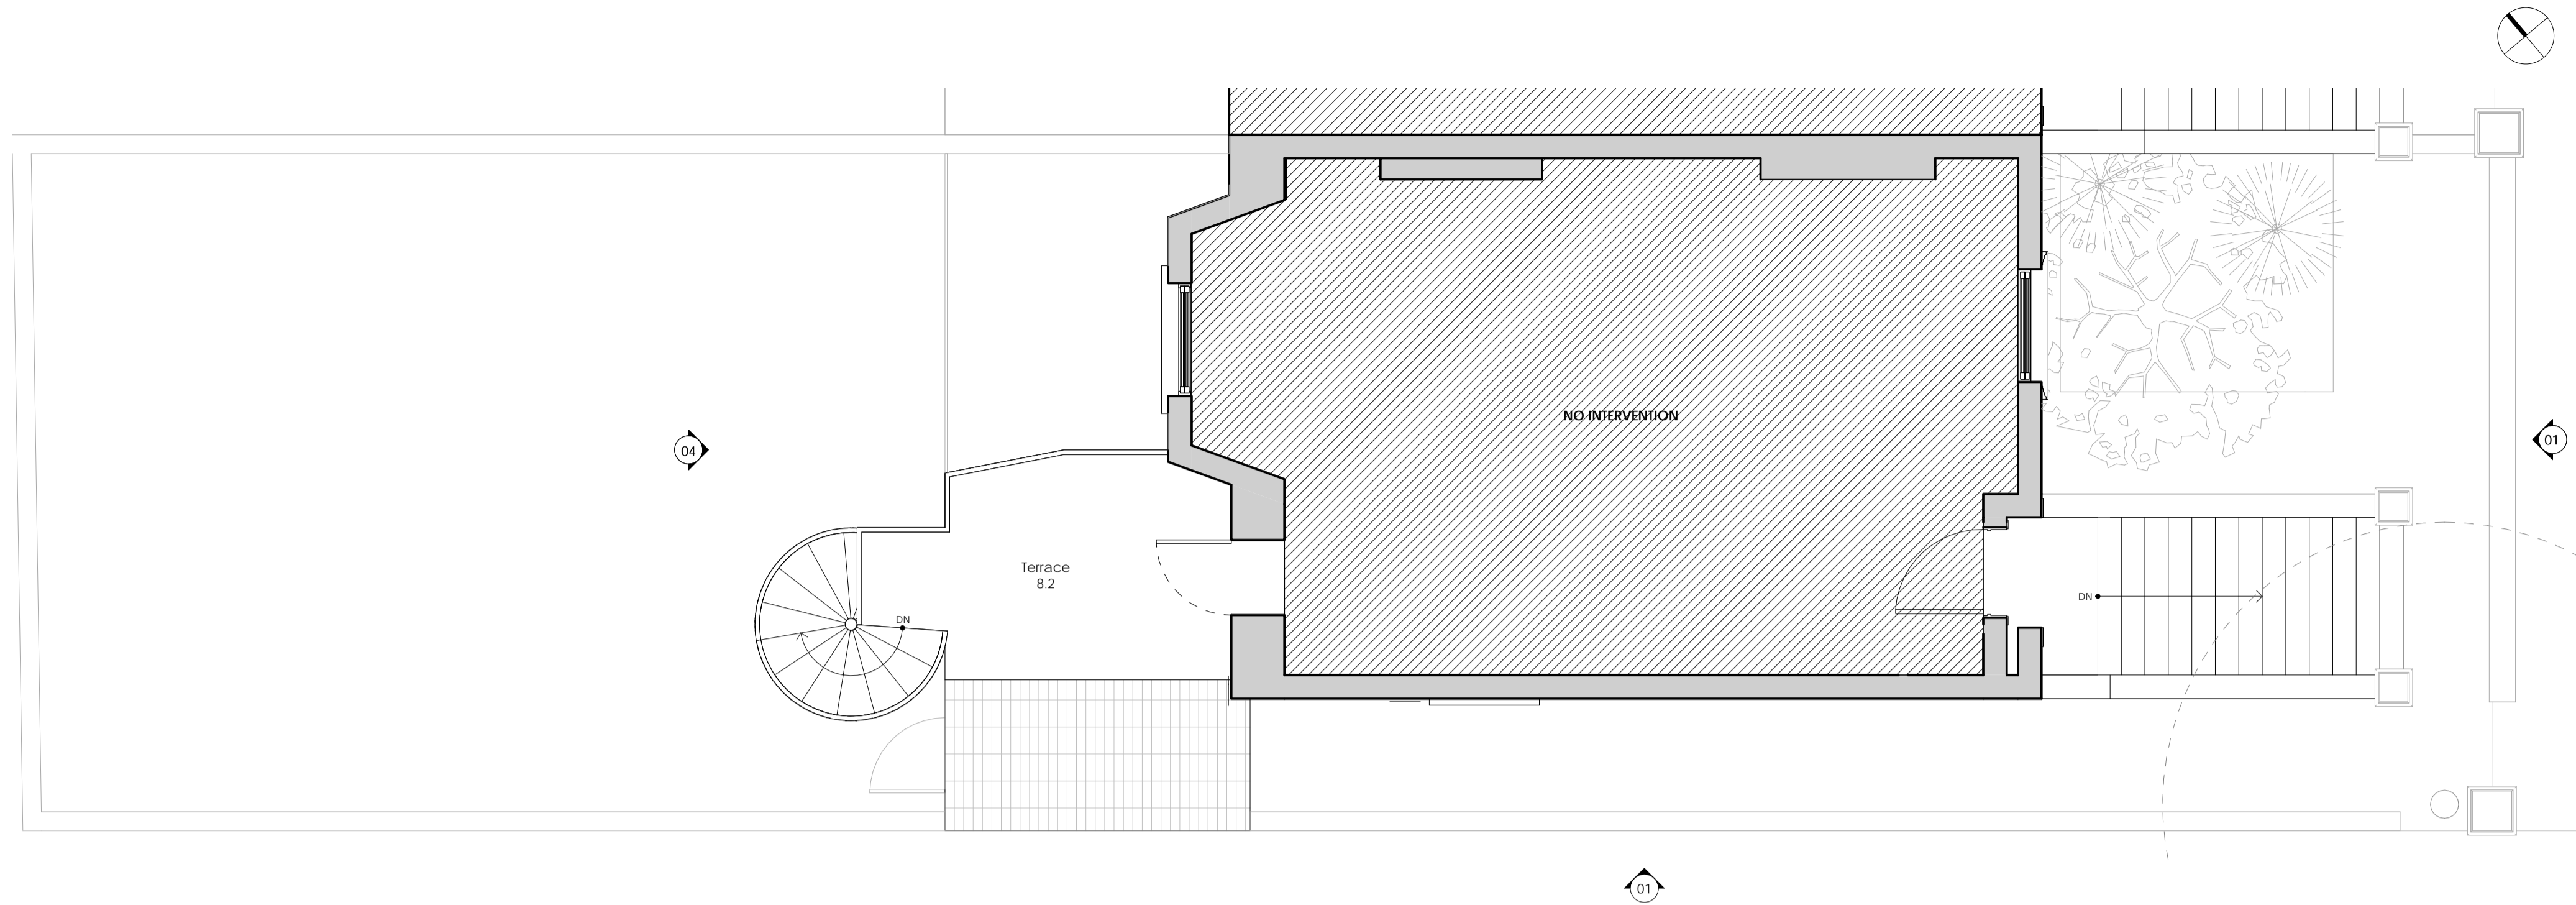 NO INTERVENTION
04
01
Terrace
8.2
DN
DN
01